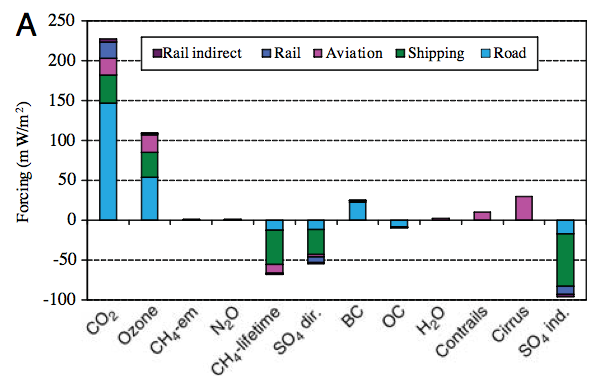 A
250
200
150
100
50
0
-50
-100
Forcing (m W/m²)
Rail indirect Rail Aviation Shipping Road
CO₂
Ozone
CH₄-em
N₂O
CH₄-lifetime
SO₄ dir.
BC
OC
H₂O
Contrails
Cirrus
SO₄ ind.